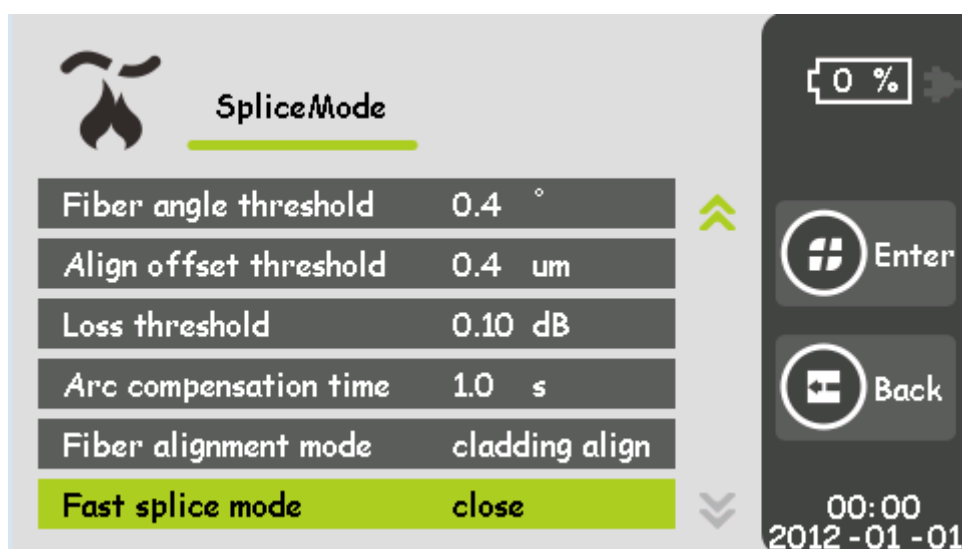 SpliceMode
Fiber angle threshold 0.4 °
Align offset threshold 0.4 um
Loss threshold 0.10 dB
Arc compensation time 1.0 s
Fiber alignment mode cladding align
Fast splice mode close
0 %
Enter
Back
00:00
2012-01-01